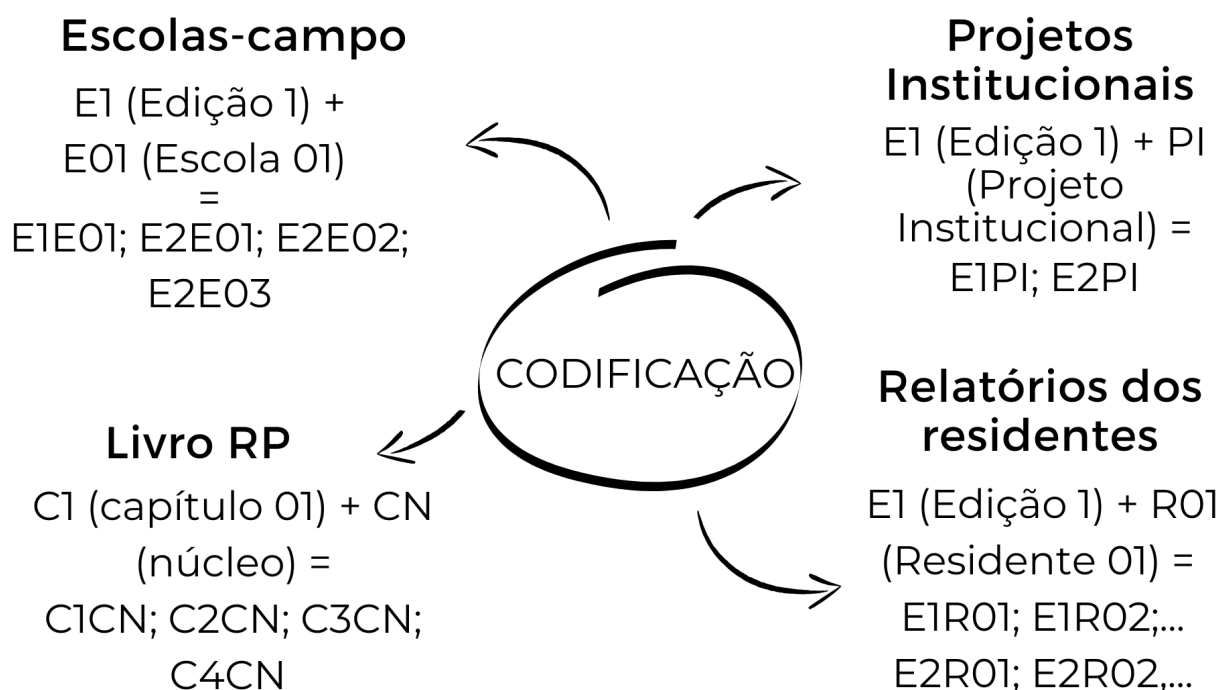 Escolas-campo
E1 (Edição 1) +
E01 (Escola 01)
=
E1E01; E2E01; E2E02;
E2E03
Projetos
Institucionais
E1 (Edição 1) + PI
(Projeto
Institucional) =
E1PI; E2PI
CODIFICAÇÃO
Livro RP
C1 (capítulo 01) + CN
(núcleo) =
C1CN; C2CN; C3CN;
C4CN
Relatórios dos
residentes
E1 (Edição 1) + R01
(Residente 01) =
E1R01; E1R02;...
E2R01; E2R02,...